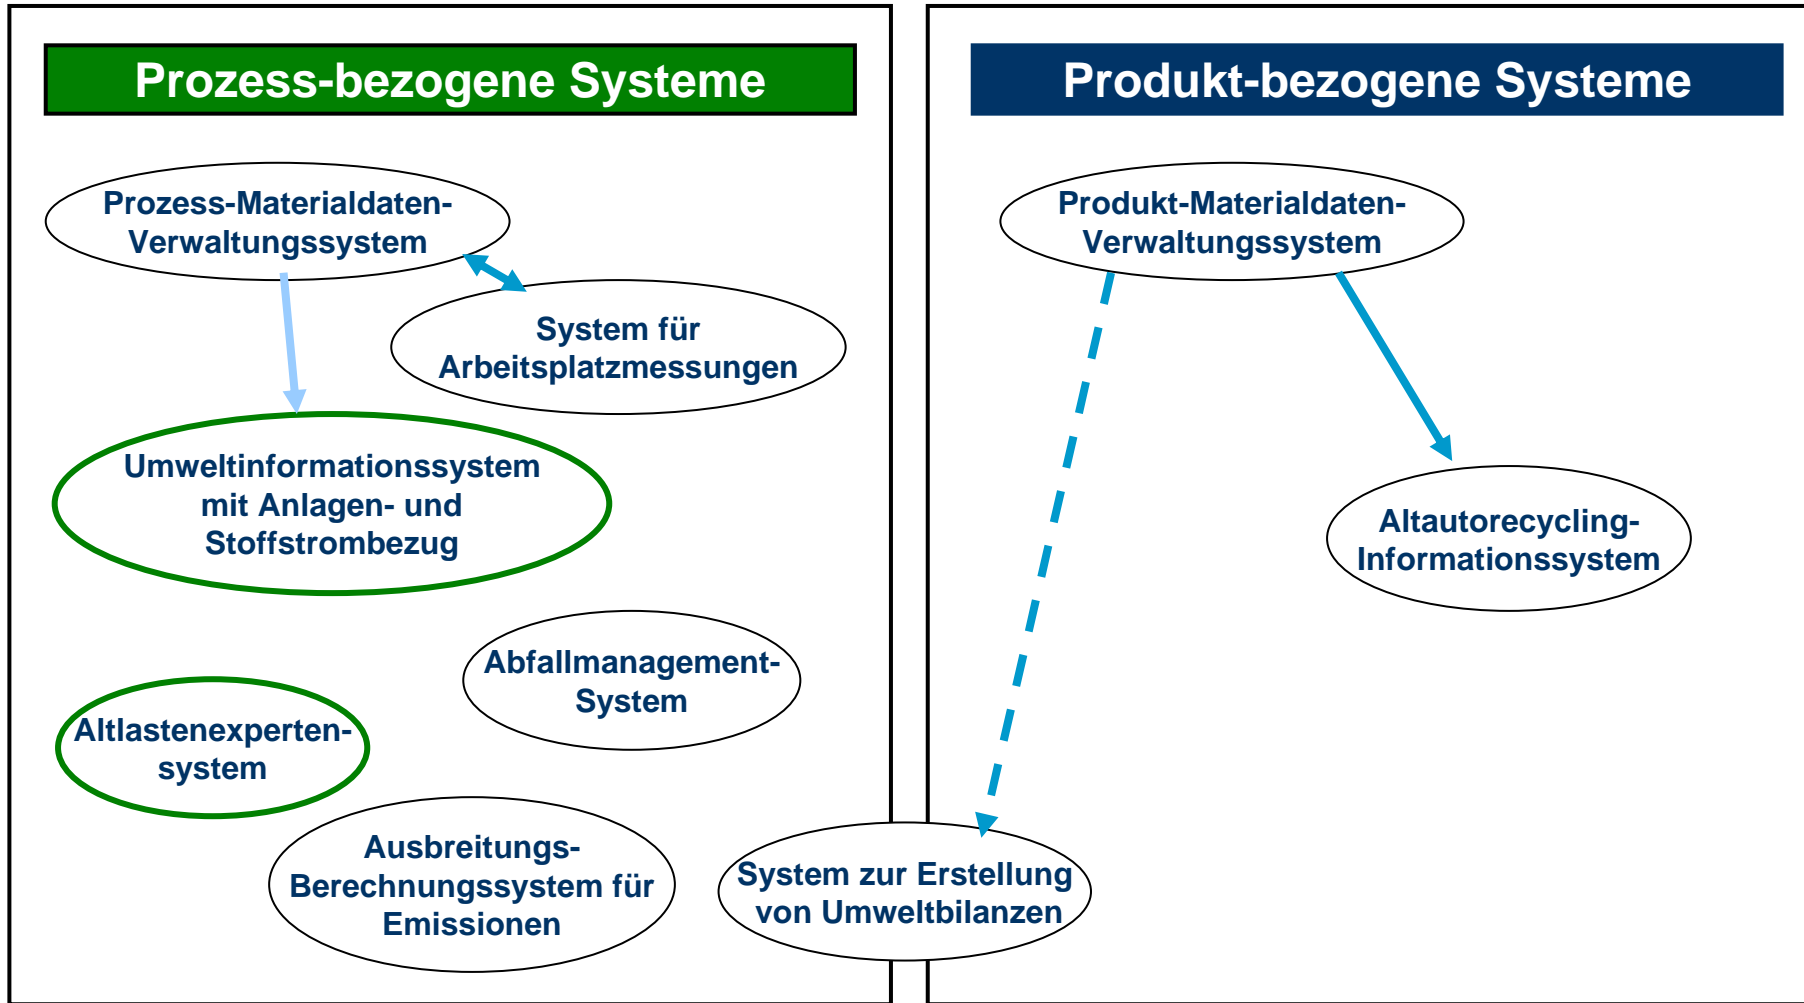 Prozess-bezogene Systeme
Prozess-Materialdaten-
Verwaltungssystem
System für
Arbeitsplatzmessungen
Umweltinformationssystem
mit Anlagen- und
Stoffstrombezug
Abfallmanagement-
System
Altlastenexperten-
system
Ausbreitungs-
Berechnungssystem für
Emissionen
System zur Erstellung
von Umweltbilanzen
Produkt-bezogene Systeme
Produkt-Materialdaten-
Verwaltungssystem
Altautorecycling-
Informationssystem